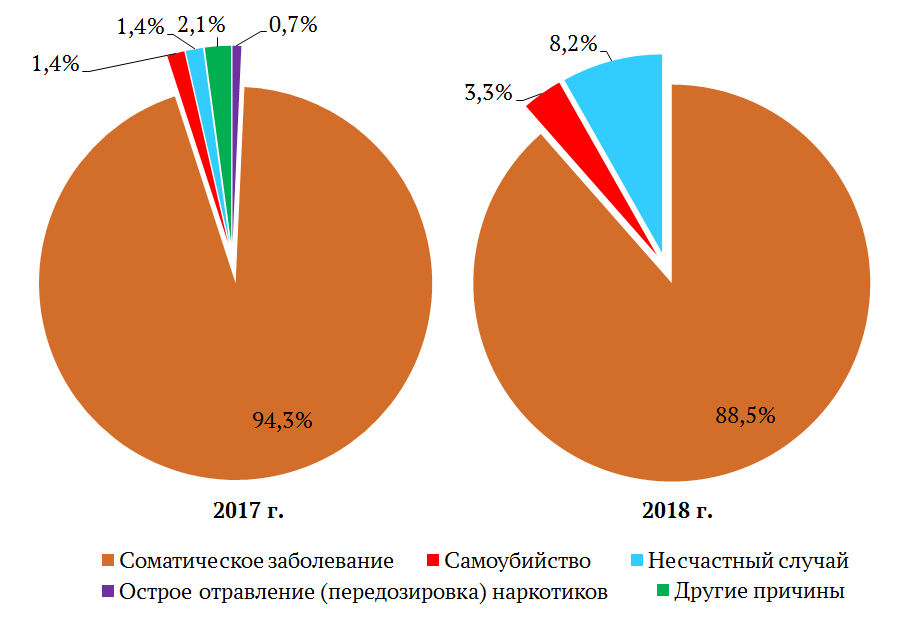 1,4%
2,1%
0,7%
1,4%
94,3%
2017 г.
8,2%
3,3%
88,5%
2018 г.
Соматическое заболевание
Самоубийство
Несчастный случай
Острое отравление (передозировка) наркотиков
Другие причины